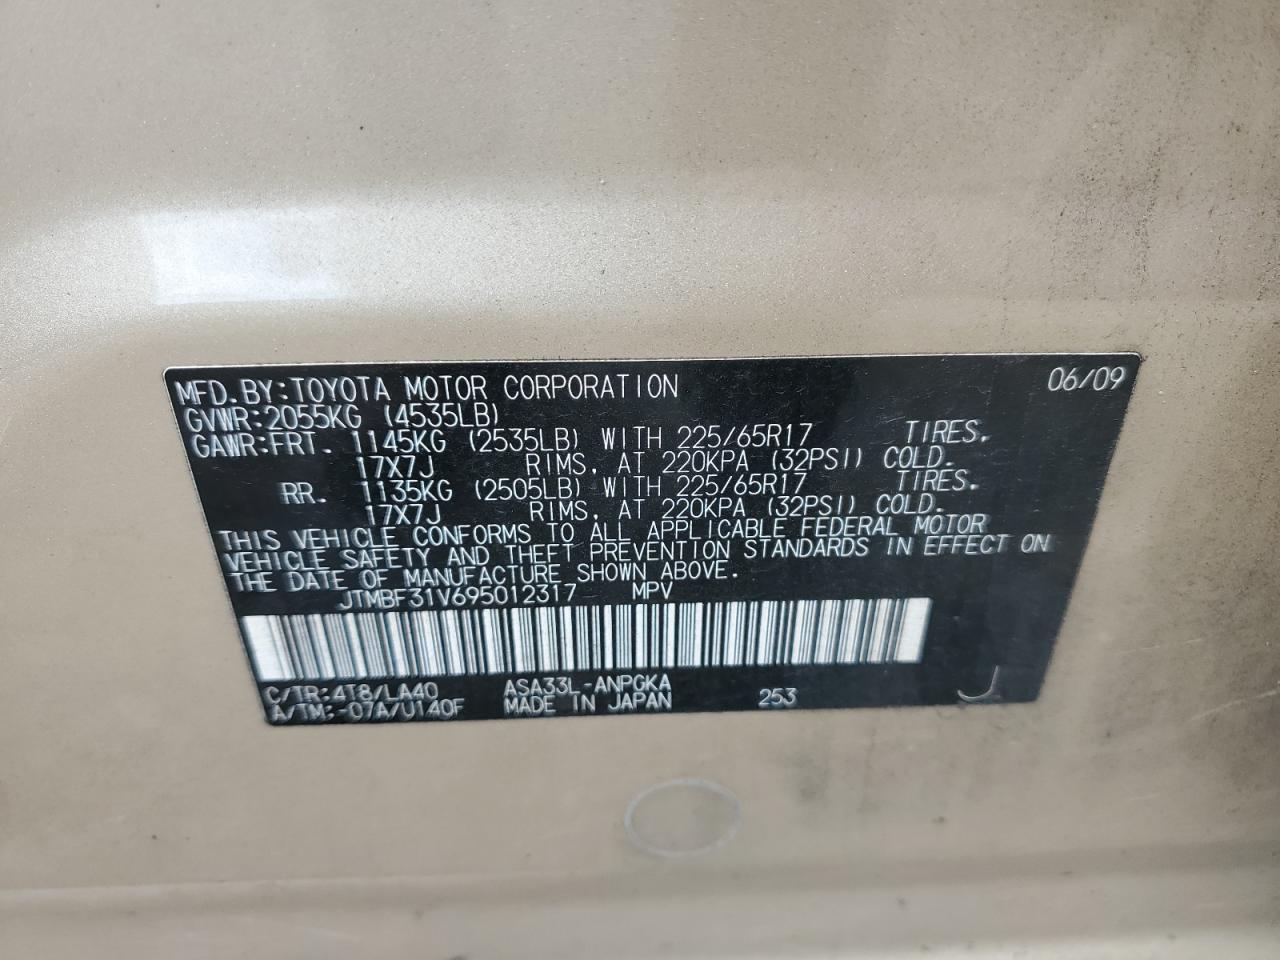 MFD.BY:TOYOTA MOTOR CORPORATION 06/09
GVWR:2055KG (4535LB)
GAWR:FRT. 1145KG (2535LB) WITH 225/65R17 TIRES.
17X7J RIMS, AT 220KPA (32PSI) COLD.
RR. 1135KG (2505LB) WITH 225/65R17 TIRES.
17X7J RIMS, AT 220KPA (32PSI) COLD.
THIS VEHICLE CONFORMS TO ALL APPLICABLE FEDERAL MOTOR
VEHICLE SAFETY AND THEFT PREVENTION STANDARDS IN EFFECT ON
THE DATE OF MANUFACTURE SHOWN ABOVE.
JTMBF31V695012317 MPV
C/TR:4T8/LA40 ASA33L-ANPGKA
A/TM:-07A/U140F MADE IN JAPAN 253 J